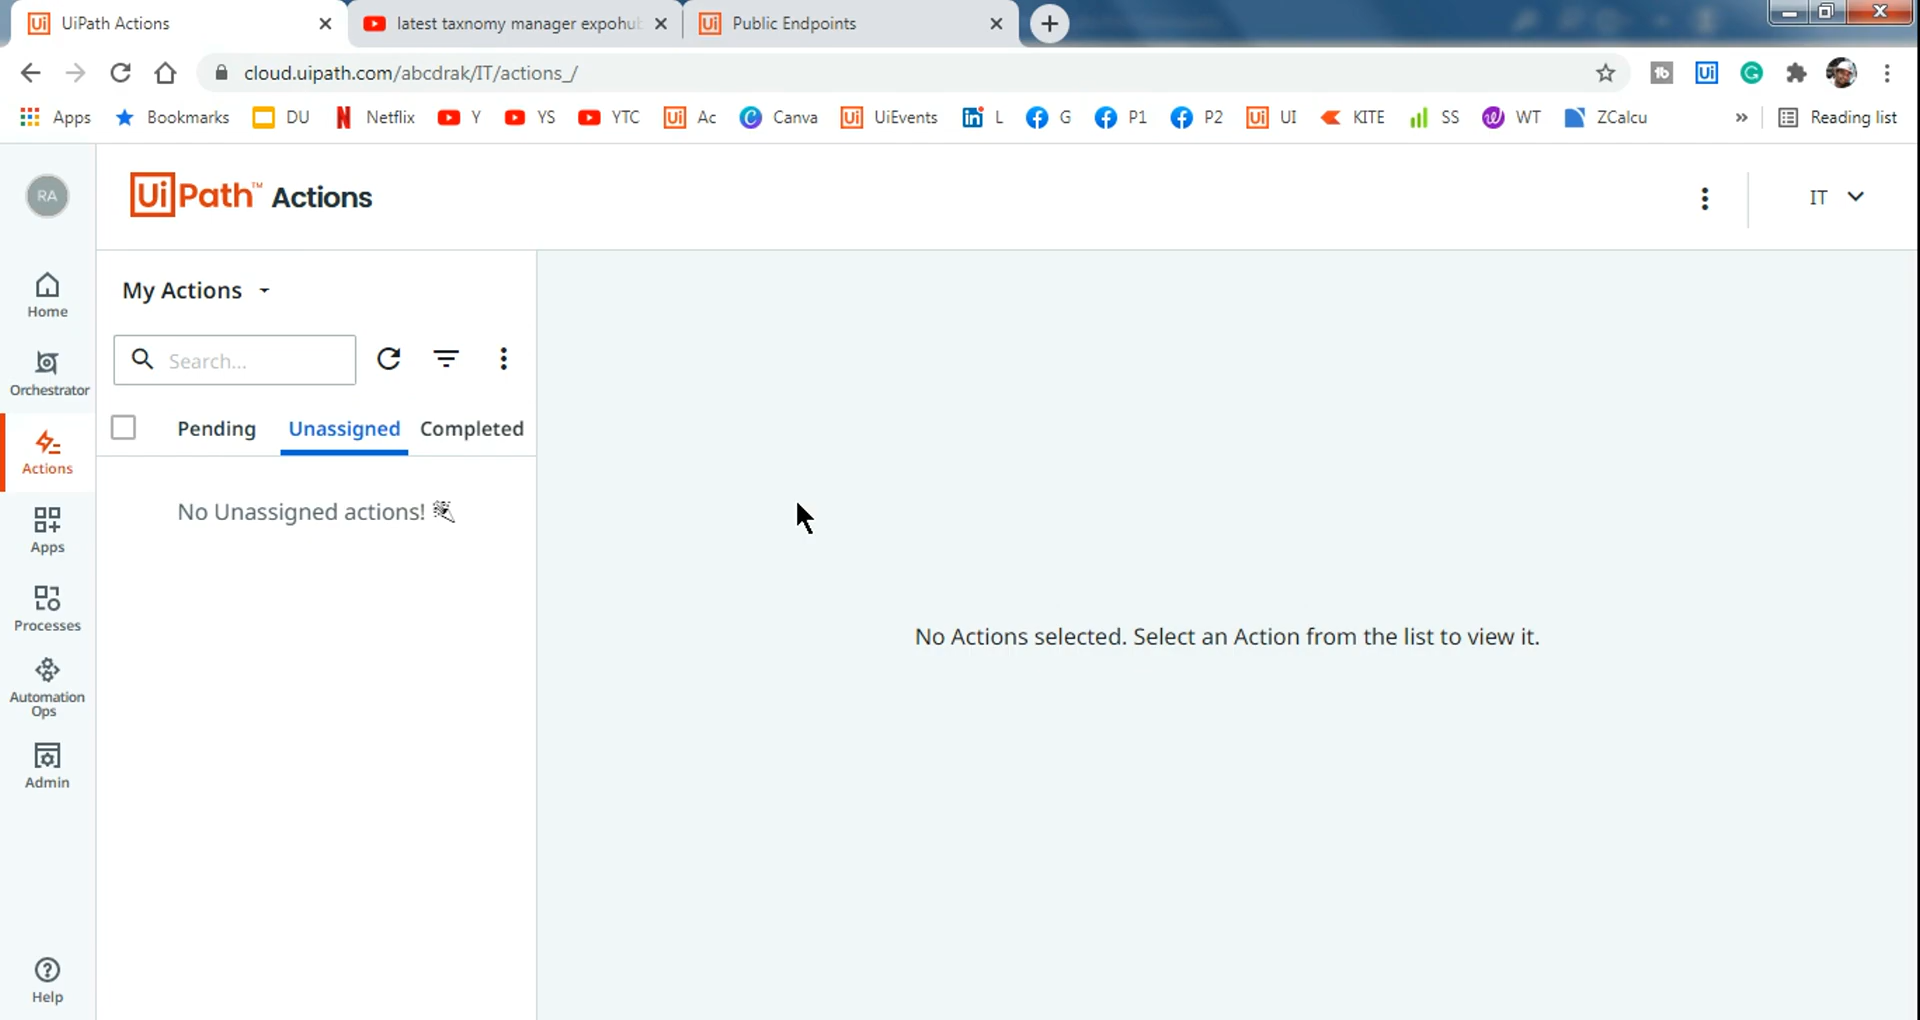 UiPath Actions
latest taxnomy manager expohub
Public Endpoints
cloud.uipath.com/abcdrak/IT/actions_/
Apps Bookmarks DU Netflix Y YS YTC Ac Canva UiEvents L G P1 P2 UI KITE SS WT ZCalcu » Reading list
RA
UiPath™ Actions
IT
Home
Orchestrator
Actions
Apps
Processes
Automation
Ops
Admin
Help
My Actions
Search...
Pending Unassigned Completed
No Unassigned actions!
No Actions selected. Select an Action from the list to view it.